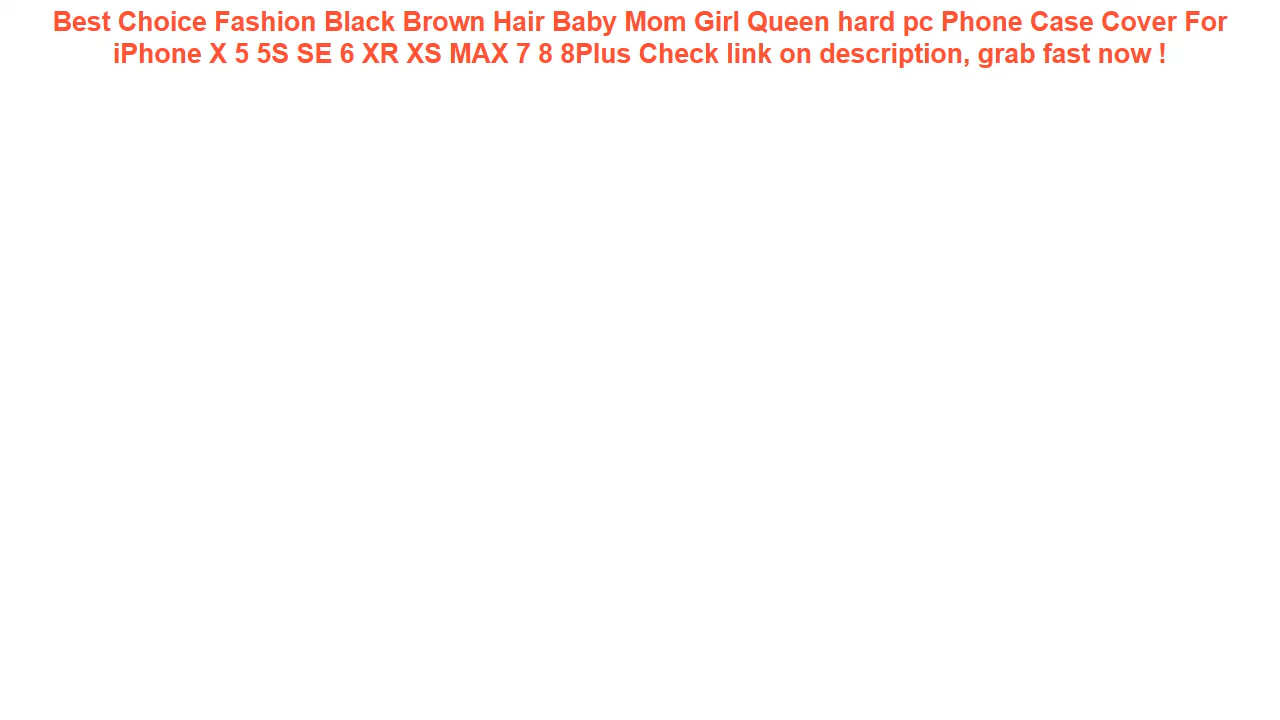 Best Choice Fashion Black Brown Hair Baby Mom Girl Queen hard pc Phone Case Cover For
iPhone X 5 5S SE 6 XR XS MAX 7 8 8Plus Check link on description, grab fast now !